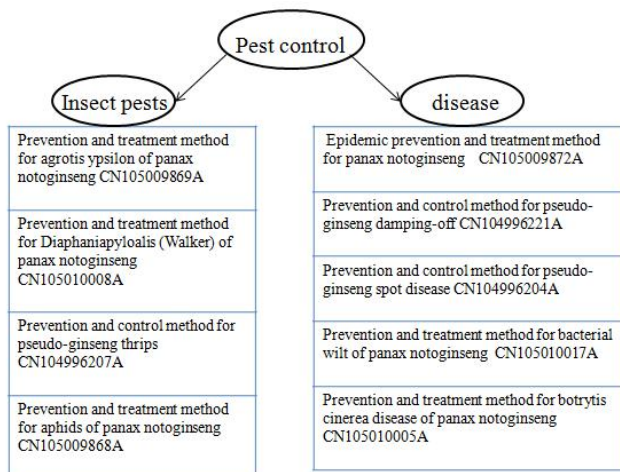 Pest control
Insect pests
disease
Prevention and treatment method
for agrotis ypsilon of panax
notoginseng CN105009869A
Prevention and treatment method
for Diaphaniapyloalis (Walker) of
panax notoginseng
CN105010008A
Prevention and control method for
pseudo-ginseng thrips
CN104996207A
Prevention and treatment method
for aphids of panax notoginseng
CN105009868A
Epidemic prevention and treatment method
for panax notoginseng CN105009872A
Prevention and control method for pseudo-
ginseng damping-off CN104996221A
Prevention and control method for pseudo-
ginseng spot disease CN104996204A
Prevention and treatment method for bacterial
wilt of panax notoginseng CN105010017A
Prevention and treatment method for botrytis
cinerea disease of panax notoginseng
CN105010005A